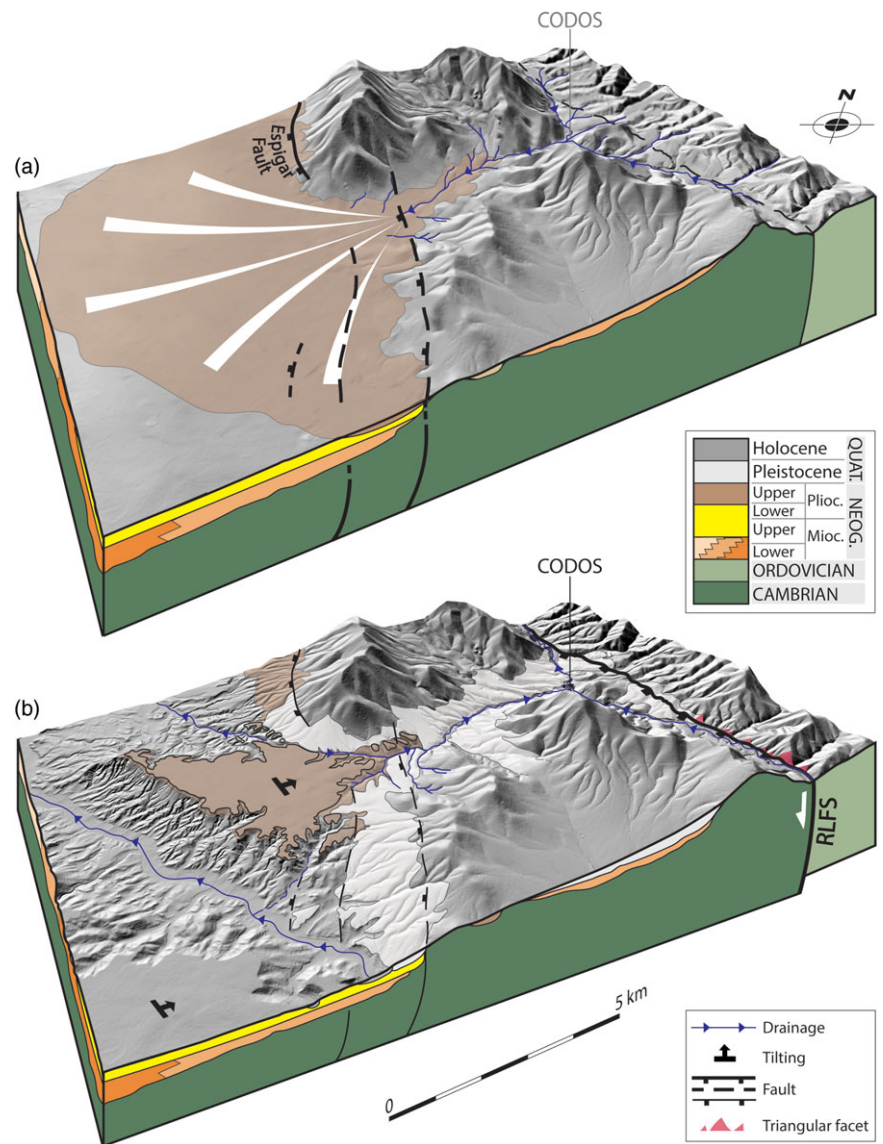 CODOS
N
Espigar
Fault
(a)
Holocene
Pleistocene
QUAT.
Upper
Lower
Plioc.
Upper
Lower
Mioc.
NEOG.
ORDOVICIAN
CAMBRIAN
CODOS
(b)
RLFS
0
5 km
Drainage
Tilting
Fault
Triangular facet